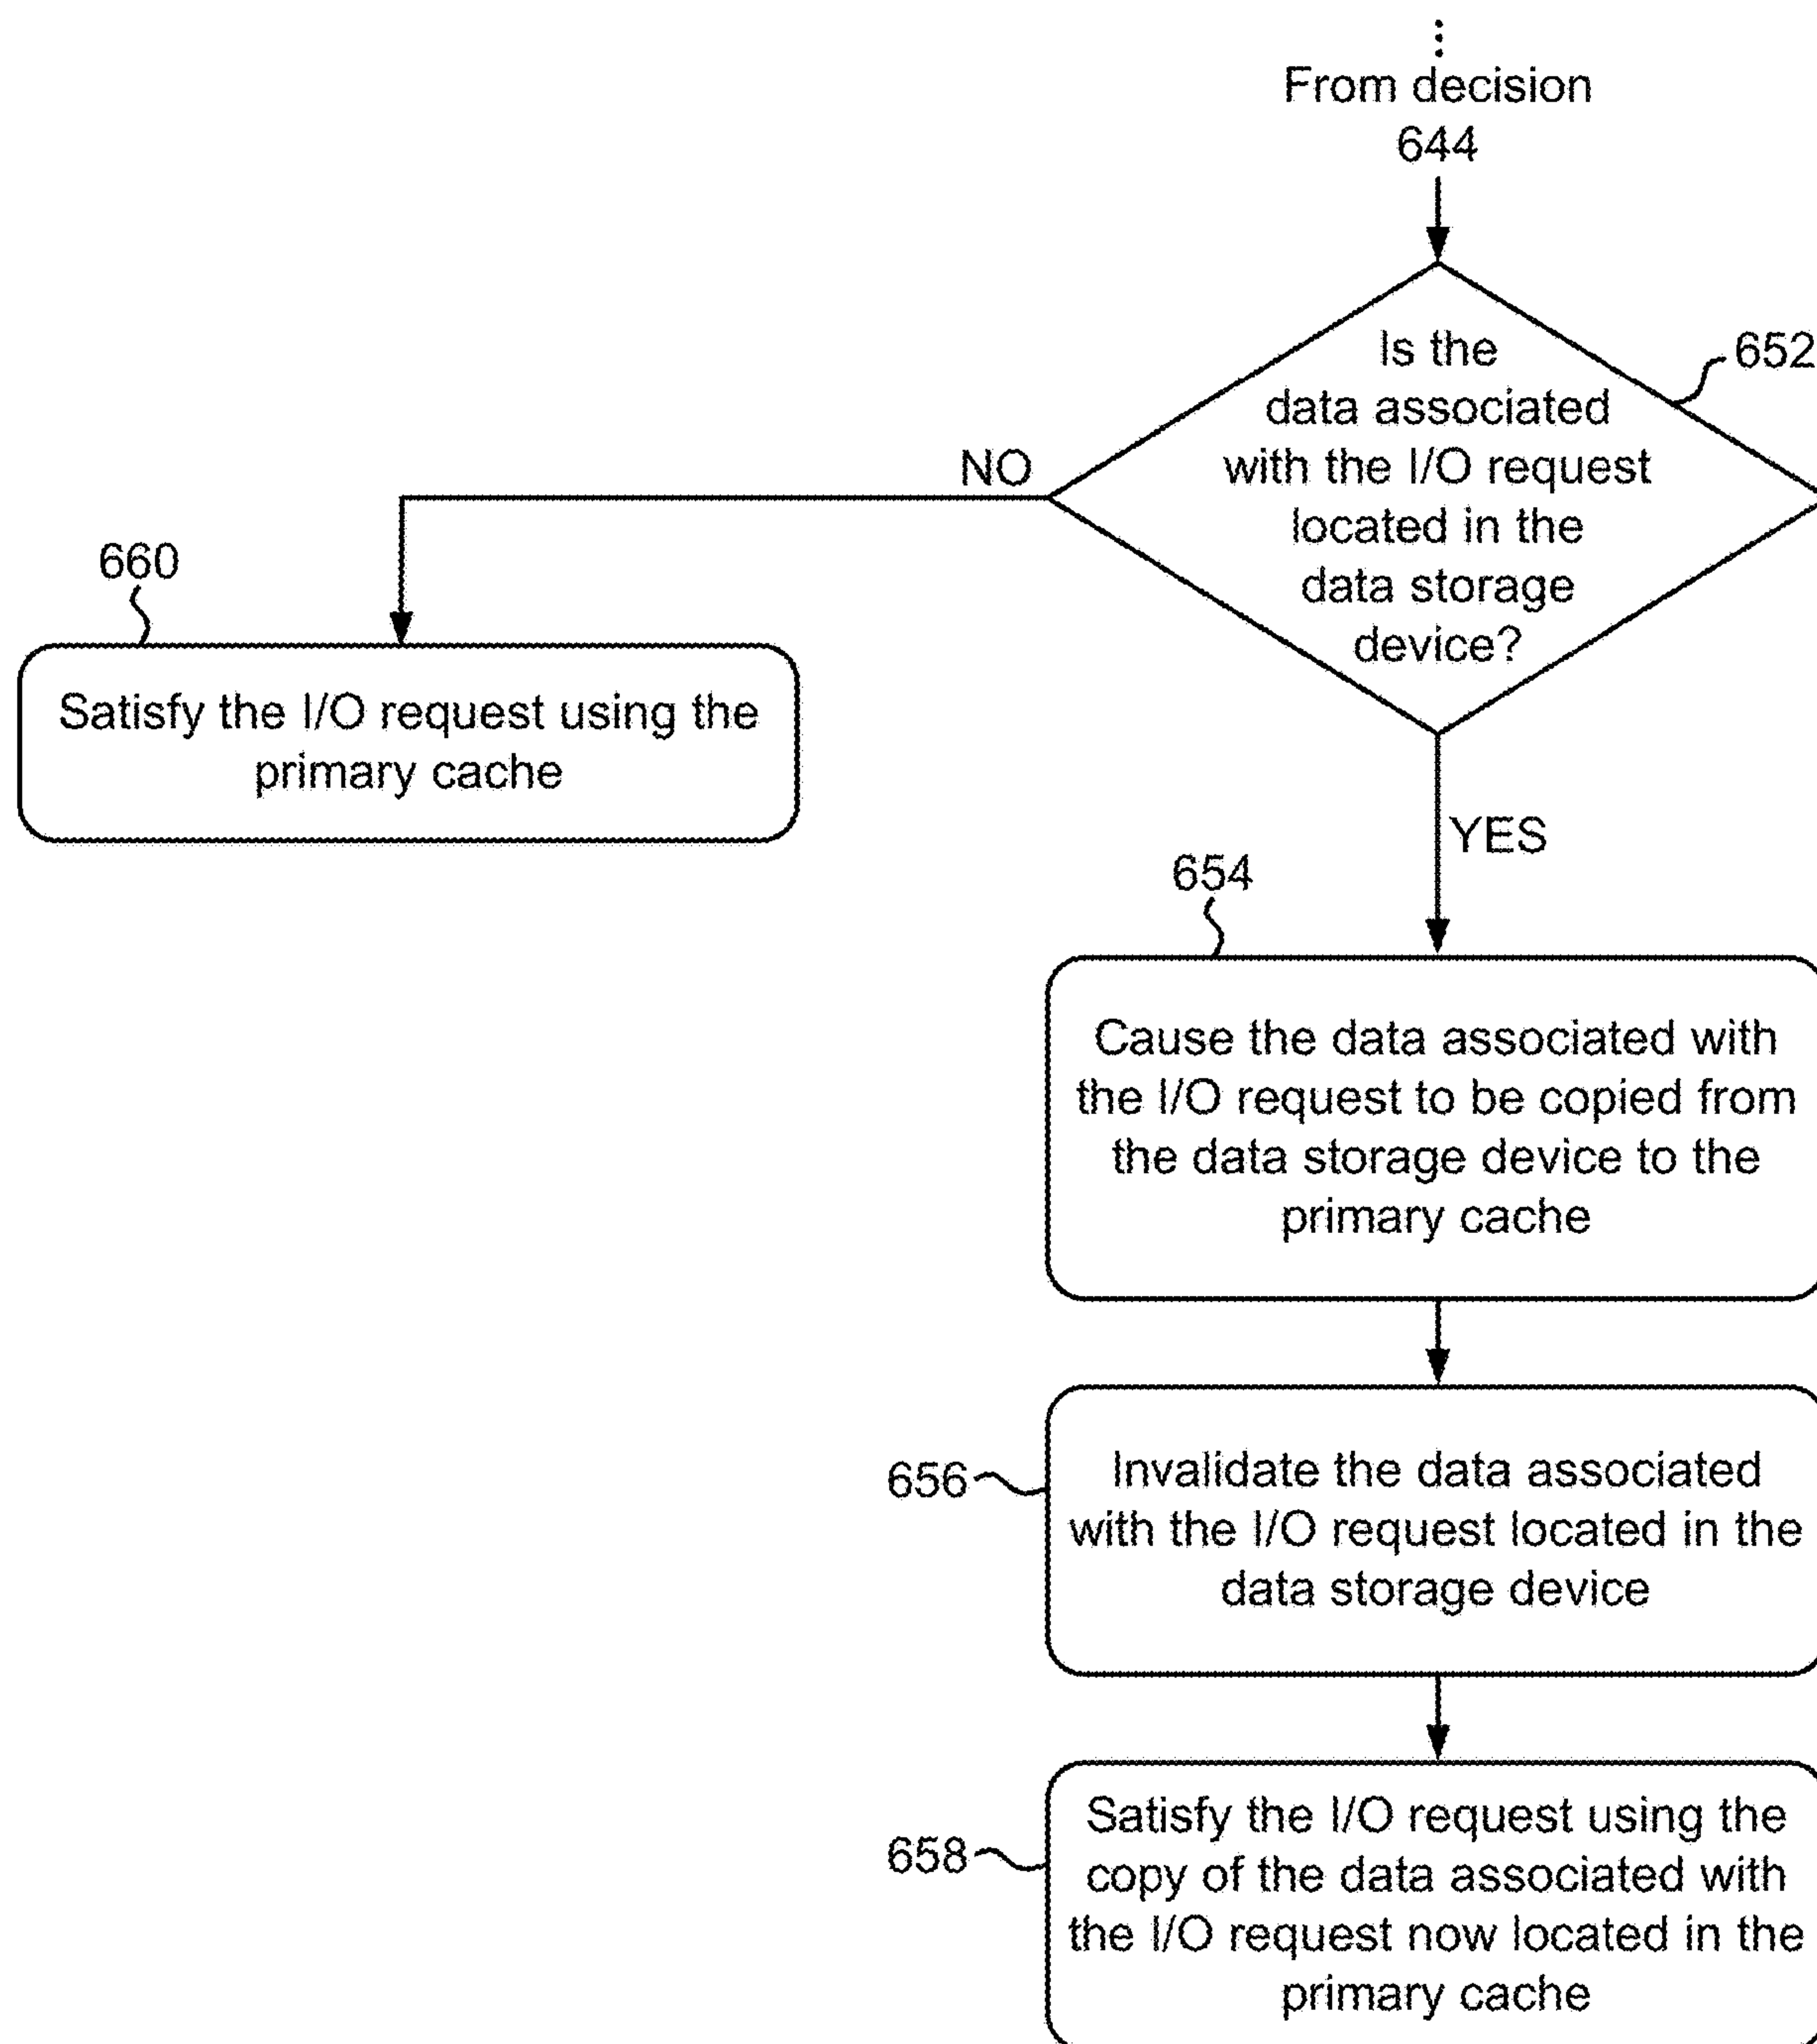 From decision
644
Is the
data associated
with the I/O request
located in the
data storage
device?
652
NO
YES
660
Satisfy the I/O request using the
primary cache
654
Cause the data associated with
the I/O request to be copied from
the data storage device to the
primary cache
656
Invalidate the data associated
with the I/O request located in the
data storage device
658
Satisfy the I/O request using the
copy of the data associated with
the I/O request now located in the
primary cache